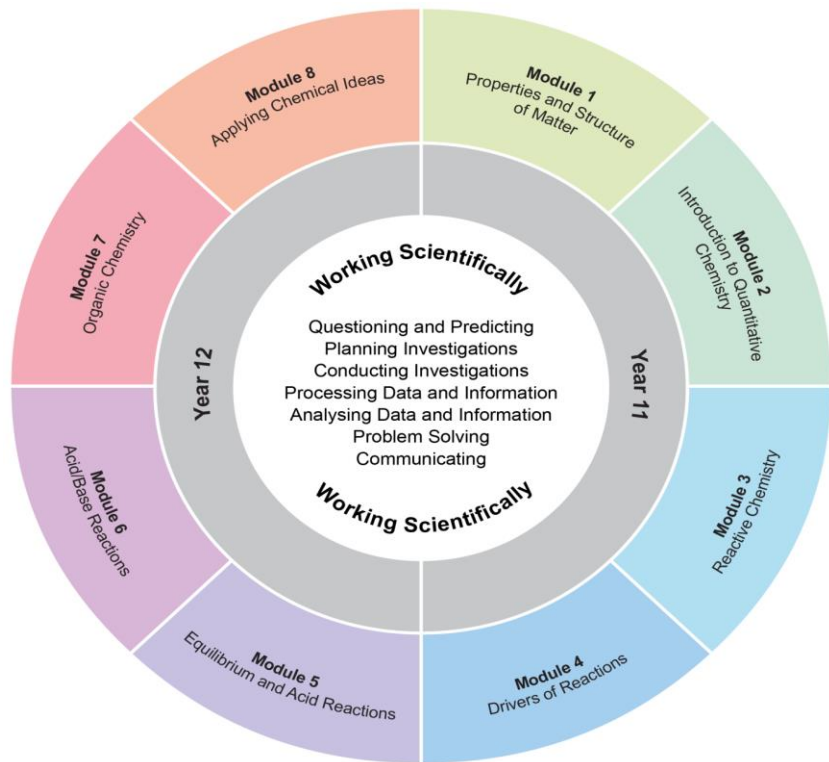 Module 1
Properties and Structure
of Matter
Module 2
Introduction to Quantitative
Chemistry
Module 3
Reactive Chemistry
Module 4
Drivers of Reactions
Module 5
Equilibrium and Acid Reactions
Module 6
Acid/Base Reactions
Module 7
Organic Chemistry
Module 8
Applying Chemical Ideas
Year 11
Year 12
Working Scientifically
Questioning and Predicting
Planning Investigations
Conducting Investigations
Processing Data and Information
Analysing Data and Information
Problem Solving
Communicating
Working Scientifically